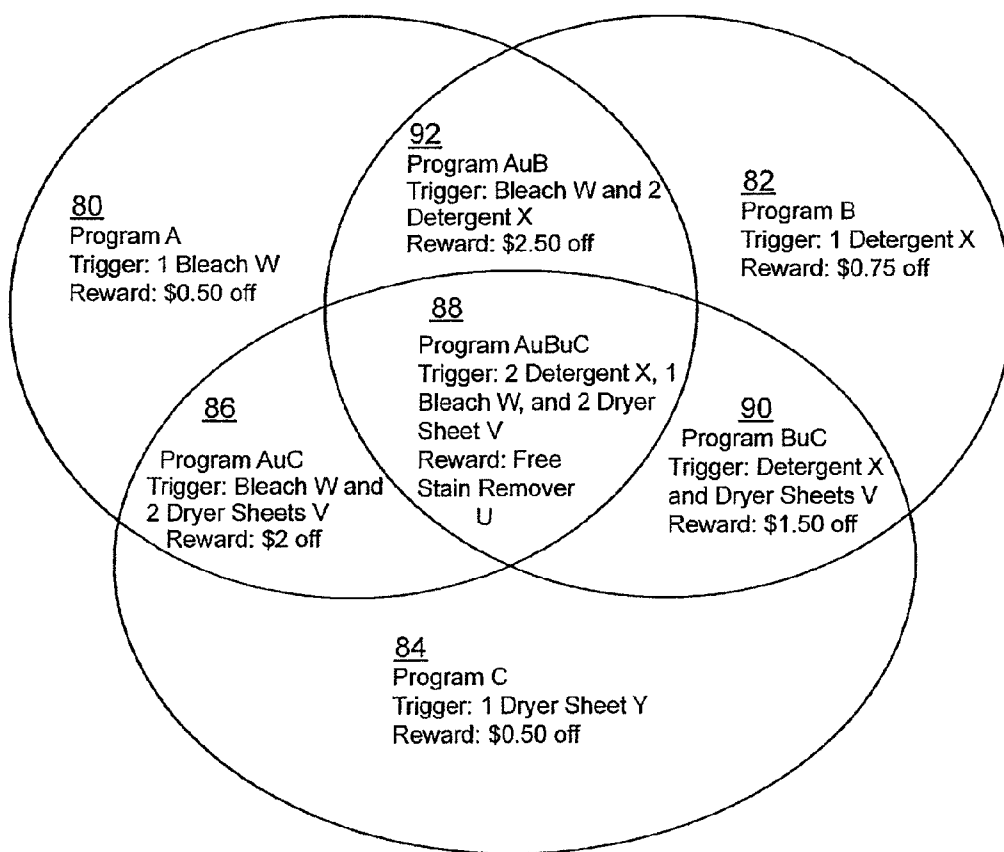 92
Program AuB
Trigger: Bleach W and 2
Detergent X
Reward: $2.50 off
80
Program A
Trigger: 1 Bleach W
Reward: $0.50 off
82
Program B
Trigger: 1 Detergent X
Reward: $0.75 off
88
Program AuBuC
Trigger: 2 Detergent X, 1
Bleach W, and 2 Dryer
Sheet V
Reward: Free
Stain Remover
U
86
Program AuC
Trigger: Bleach W and
2 Dryer Sheets V
Reward: $2 off
90
Program BuC
Trigger: Detergent X
and Dryer Sheets V
Reward: $1.50 off
84
Program C
Trigger: 1 Dryer Sheet Y
Reward: $0.50 off